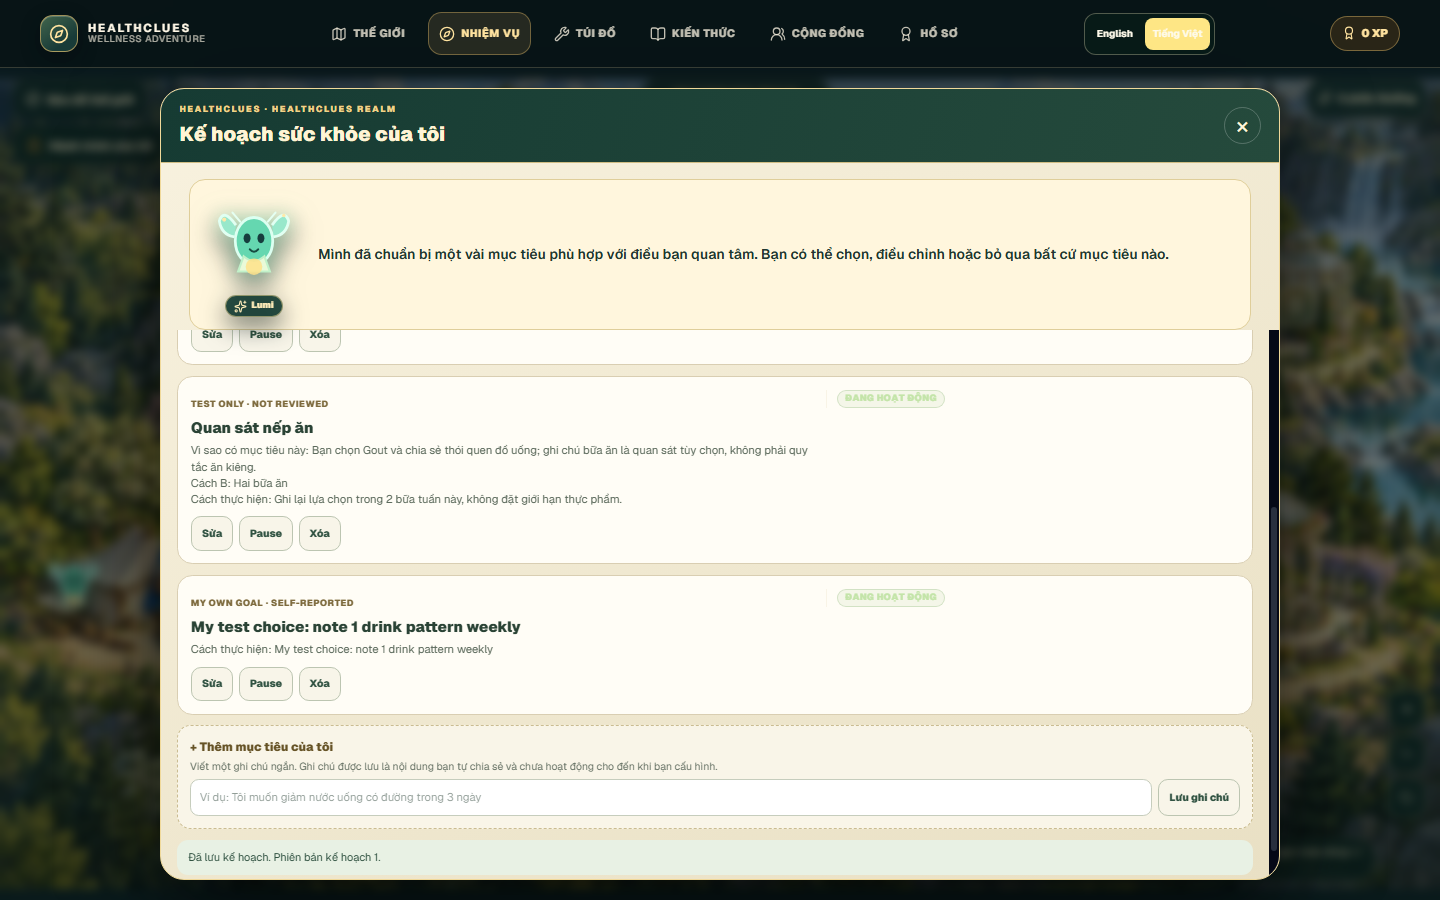 HEALTHCLUES
WELLNESS ADVENTURE
THẾ GIỚI
NHIỆM VỤ
TÚI ĐỒ
KIẾN THỨC
CỘNG ĐỒNG
HỒ SƠ
English
Tiếng Việt
0 XP
HEALTHCLUES · HEALTHCLUES REALM
Kế hoạch sức khỏe của tôi
Mình đã chuẩn bị một vài mục tiêu phù hợp với điều bạn quan tâm. Bạn có thể chọn, điều chỉnh hoặc bỏ qua bất cứ mục tiêu nào.
Lumi
Sửa
Pause
Xóa
TEST ONLY · NOT REVIEWED
ĐANG HOẠT ĐỘNG
Quan sát nếp ăn
Vì sao có mục tiêu này: Bạn chọn Gout và chia sẻ thói quen đồ uống; ghi chú bữa ăn là quan sát tùy chọn, không phải quy
tắc ăn kiêng.
Cách B: Hai bữa ăn
Cách thực hiện: Ghi lại lựa chọn trong 2 bữa tuần này, không đặt giới hạn thực phẩm.
Sửa
Pause
Xóa
MY OWN GOAL · SELF-REPORTED
ĐANG HOẠT ĐỘNG
My test choice: note 1 drink pattern weekly
Cách thực hiện: My test choice: note 1 drink pattern weekly
Sửa
Pause
Xóa
+ Thêm mục tiêu của tôi
Viết một ghi chú ngắn. Ghi chú được lưu là nội dung bạn tự chia sẻ và chưa hoạt động cho đến khi bạn cấu hình.
Ví dụ: Tôi muốn giảm nước uống có đường trong 3 ngày
Lưu ghi chú
Đã lưu kế hoạch. Phiên bản kế hoạch 1.